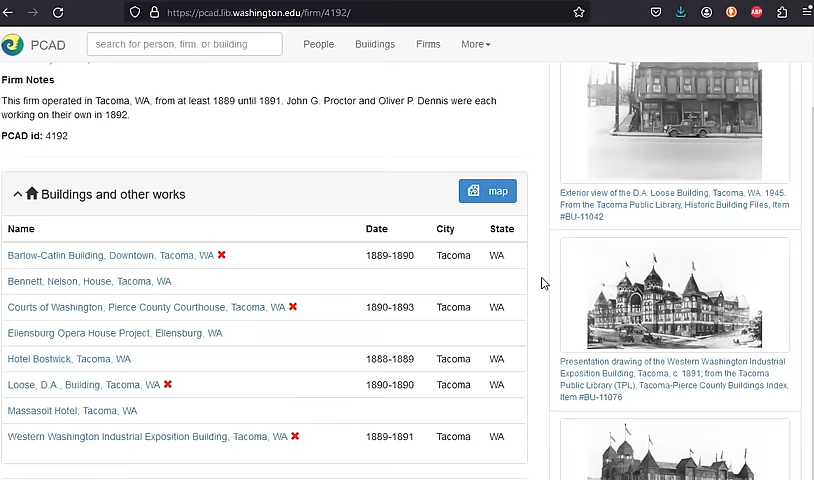 https://pcad.lib.washington.edu/firm/4192/
ABP
PCAD
search for person, firm, or building
People
Buildings
Firms
More
Firm Notes
This firm operated in Tacoma, WA, from at least 1889 until 1891. John G. Proctor and Oliver P. Dennis were each
working on their own in 1892.
PCAD id: 4192
Buildings and other works
map
Name Date City State
Barlow-Catlin Building, Downtown, Tacoma, WA 1889-1890 Tacoma WA
Bennett, Nelson, House, Tacoma, WA
Courts of Washington, Pierce County Courthouse, Tacoma, WA 1890-1893 Tacoma WA
Ellensburg Opera House Project, Ellensburg, WA
Hotel Bostwick, Tacoma, WA 1888-1889 Tacoma WA
Loose, D.A., Building, Tacoma, WA 1890-1890 Tacoma WA
Massasoit Hotel, Tacoma, WA
Western Washington Industrial Exposition Building, Tacoma, WA 1889-1891 Tacoma WA
Exterior view of the D.A. Loose Building, Tacoma, WA, 1945.
From the Tacoma Public Library, Historic Building Files, Item
#BU-11042
Presentation drawing of the Western Washington Industrial
Exposition Building, Tacoma, c. 1891; from the Tacoma
Public Library (TPL), Tacoma-Pierce County Buildings Index,
Item #BU-11076